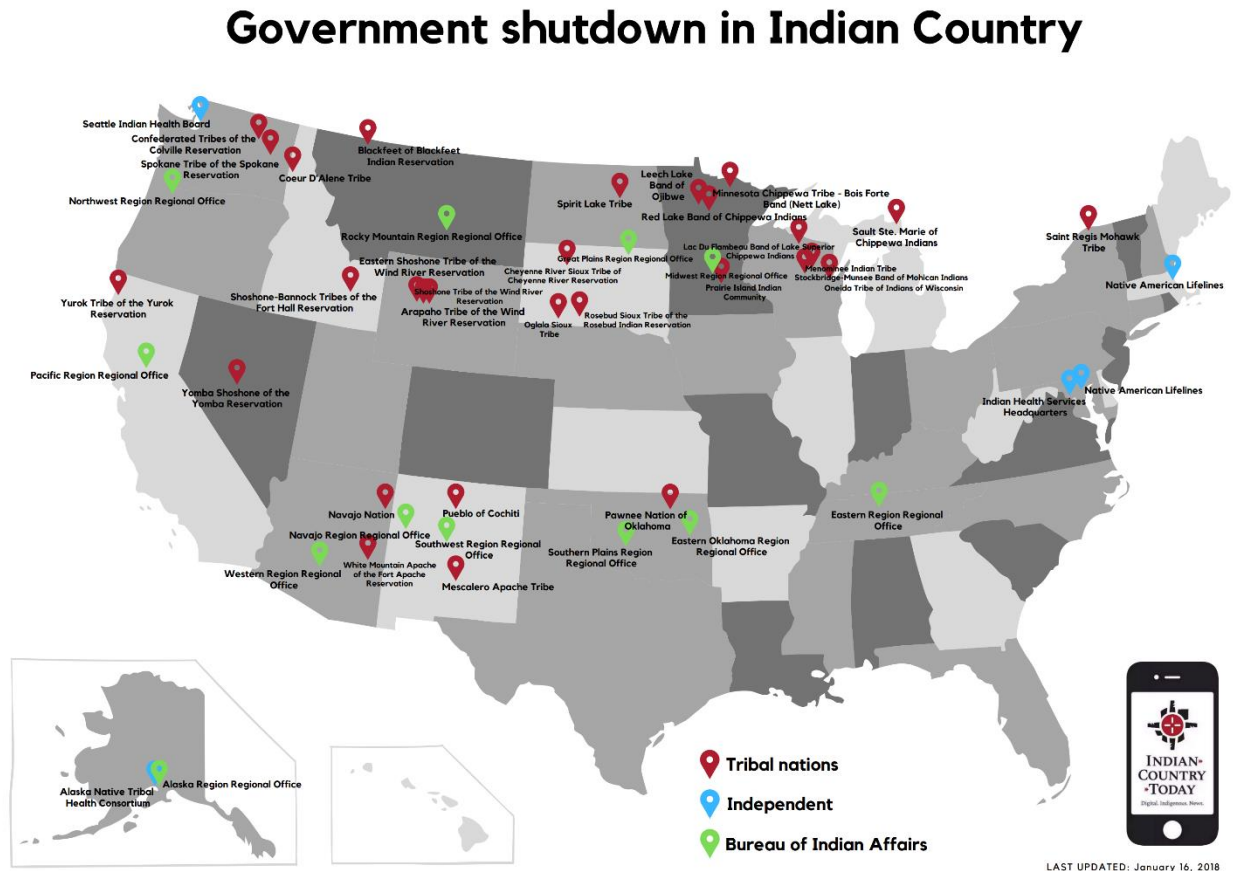 Government shutdown in Indian Country
Seattle Indian Health Board
Confederated Tribes of the
Colville Reservation
Spokane Tribe of the Spokane
Reservation
Coeur D'Alene Tribe
Northwest Region Regional Office
Blackfeet of Blackfeet
Indian Reservation
Rocky Mountain Region Regional Office
Spirit Lake Tribe
Leech Lake
Band of
Ojibwe
Minnesota Chippewa Tribe - Bois Forte
Band (Nett Lake)
Red Lake Band of Chippewa Indians
Sault Ste. Marie of
Chippewa Indians
Saint Regis Mohawk
Tribe
Native American Lifelines
Yurok Tribe of the Yurok
Reservation
Shoshone-Bannock Tribes of the
Fort Hall Reservation
Eastern Shoshone Tribe of the
Wind River Reservation
Shoshone Tribe of the Wind River
Reservation
Arapaho Tribe of the Wind
River Reservation
Great Plains Region Regional Office
Cheyenne River Sioux Tribe of
Cheyenne River Reservation
Oglala Sioux
Tribe
Rosebud Sioux Tribe of the
Rosebud Indian Reservation
Lac Du Flambeau Band of Lake Superior
Chippewa Indians
Midwest Region Regional Office
Prairie Island Indian
Community
Menominee Indian Tribe
Stockbridge-Munsee Band of Mohican Indians
Oneida Tribe of Indians of Wisconsin
Pacific Region Regional Office
Yomba Shoshone of the
Yomba Reservation
Native American Lifelines
Indian Health Services
Headquarters
Navajo Nation
Navajo Region Regional Office
Pueblo of Cochiti
Southwest Region Regional
Office
Western Region Regional
Office
White Mountain Apache
of the Fort Apache
Reservation
Mescalero Apache Tribe
Pawnee Nation of
Oklahoma
Southern Plains Region
Regional Office
Eastern Oklahoma Region
Regional Office
Eastern Region Regional
Office
Alaska Native Tribal
Health Consortium
Alaska Region Regional Office
Tribal nations
Independent
Bureau of Indian Affairs
INDIAN
COUNTRY
TODAY
Digital. Indigenous. News.
LAST UPDATED: January 16, 2018